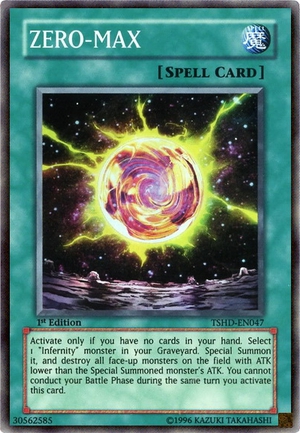 ZERO-MAX
魔
[SPELL CARD]
1st Edition
TSHD-EN047
Activate only if you have no cards in your hand. Select
1 "Infernity" monster in your Graveyard. Special Summon
it, and destroy all face-up monsters on the field with ATK
lower than the Special Summoned monster's ATK. You cannot
conduct your Battle Phase during the same turn you activate
this card.
30562585
©1996 KAZUKI TAKAHASHI